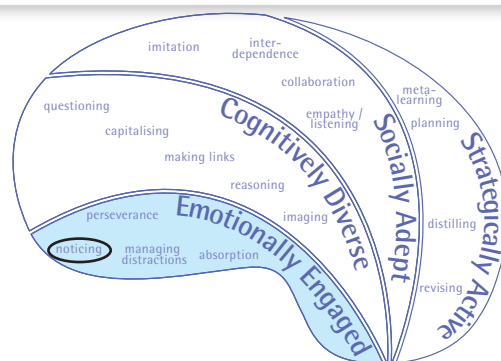 imitation
inter-
dependence
collaboration
empathy /
listening
Socially Adept
meta-
learning
planning
distilling
revising
Strategically Active
questioning
capitalising
making links
reasoning
imaging
Cognitively Diverse
perseverance
noticing
managing
distractions
absorption
Emotionally Engaged